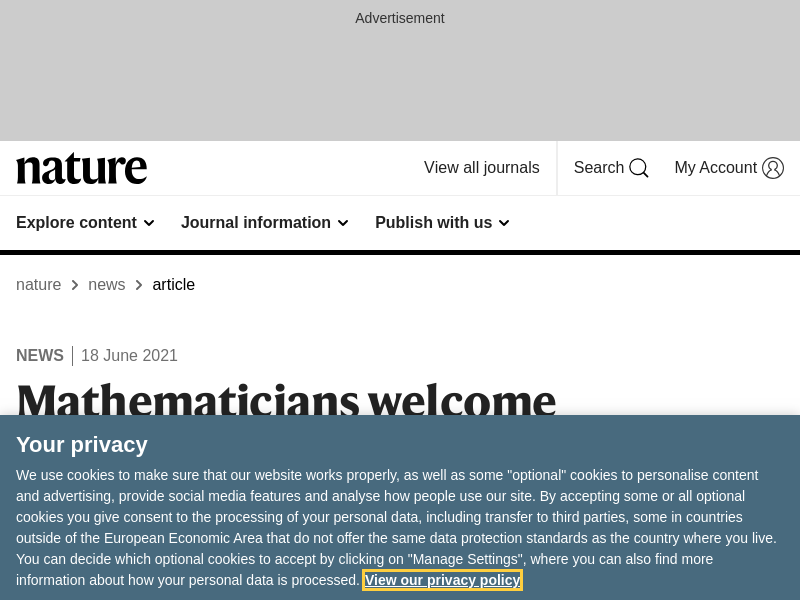 Advertisement
nature
View all journals
Search
My Account
Explore content
Journal information
Publish with us
nature
news
article
NEWS
18 June 2021
Mathematicians welcome
Your privacy
We use cookies to make sure that our website works properly, as well as some "optional" cookies to personalise content
and advertising, provide social media features and analyse how people use our site. By accepting some or all optional
cookies you give consent to the processing of your personal data, including transfer to third parties, some in countries
outside of the European Economic Area that do not offer the same data protection standards as the country where you live.
You can decide which optional cookies to accept by clicking on "Manage Settings", where you can also find more
information about how your personal data is processed. View our privacy policy